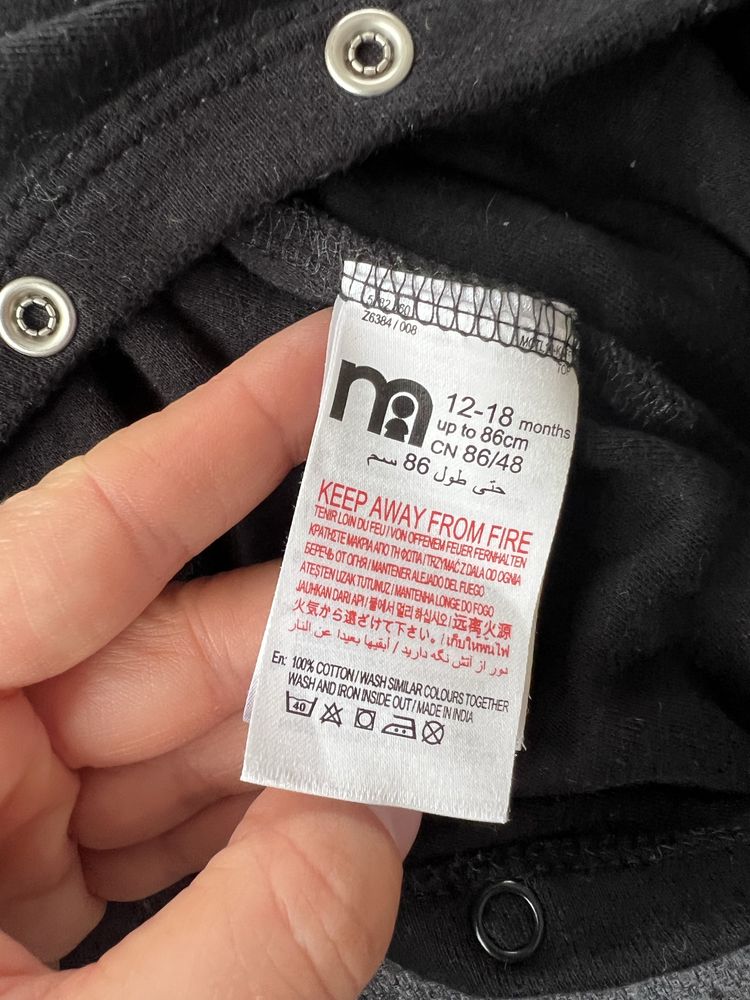 Z6384 / 008
TOP
12-18 months
up to 86cm
CN 86/48
حتى طول 86 سم
KEEP AWAY FROM FIRE
TENIR LOIN DU FEU / VON OFFENEM FEUER FERNHALTEN
ΚΡΑΤΗΣΤΕ ΜΑΚΡΙΑ ΑΠΟ ΤΗ ΦΩΤΙΑ / TRZYMAĆ Z DALA OD OGNIA
БЕРЕЧЬ ОТ ОГНЯ / MANTENER ALEJADO DEL FUEGO
ATEŞTEN UZAK TUTUNUZ / MANTENHA LONGE DO FOGO
JAUHKAN DARI API / 불에서 멀리 하십시오 / 远离火源
火気から遠ざけて下さい。/ เก็บให้พ้นไฟ
دور از آتش نگه دارید / أبقيها بعيدا عن النار
En: 100% COTTON / WASH SIMILAR COLOURS TOGETHER
WASH AND IRON INSIDE OUT / MADE IN INDIA
40